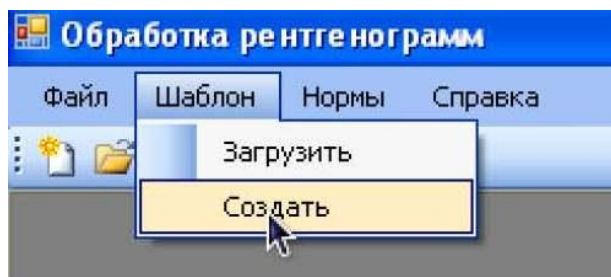 Обработка рентгенограмм
Файл Шаблон Нормы Справка
Загрузить
Создать